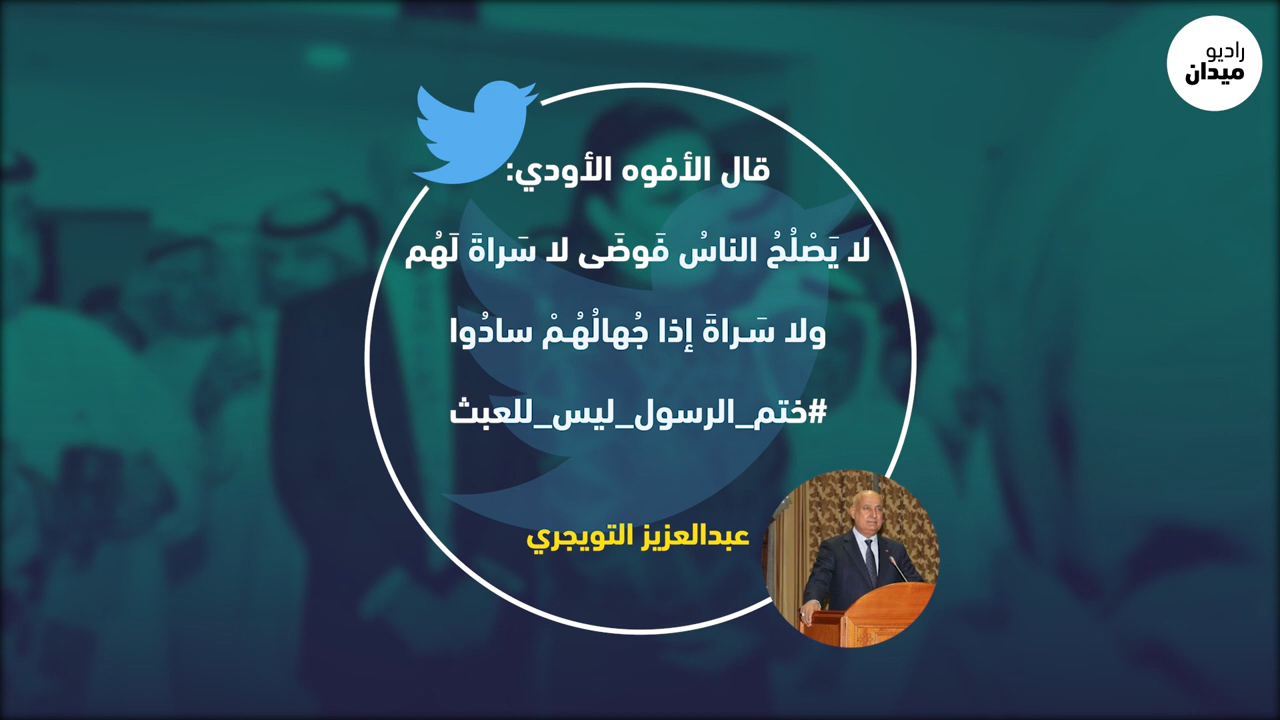 راديو
ميدان
قال الأفوه الأودي:
لا يَصْلُحُ الناسُ فَوضَى لا سَراةَ لَهُم
ولا سَراةَ إذا جُهالُهُمْ سادُوا
#ختم_الرسول_ليس_للعبث
عبدالعزيز التويجري